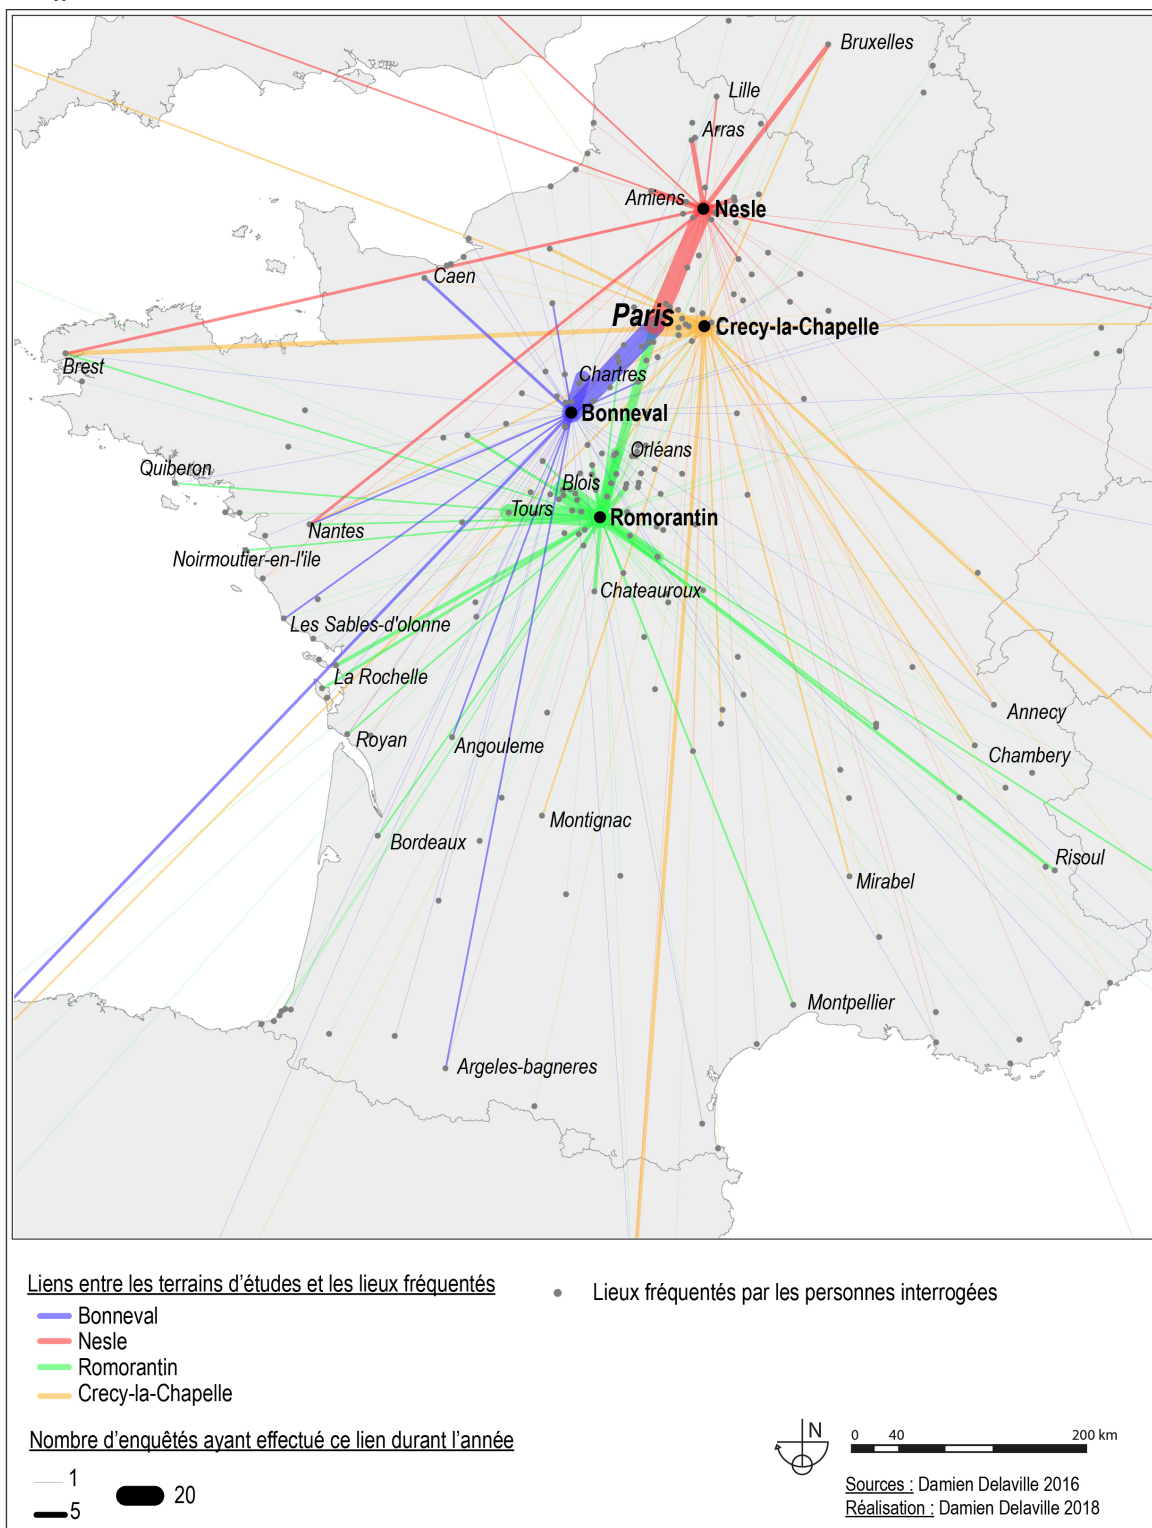 Bruxelles
Lille
Arras
Amiens
Nesle
Caen
Paris
Crecy-la-Chapelle
Brest
Chartres
Bonneval
Orléans
Quiberon
Blois
Tours
Romorantin
Nantes
Noirmoutier-en-l'ile
Chateauroux
Les Sables-d'olonne
La Rochelle
Annecy
Royan
Angouleme
Chambery
Montignac
Bordeaux
Risoul
Mirabel
Montpellier
Argeles-bagneres
Liens entre les terrains d’études et les lieux fréquentés
Bonneval
Nesle
Romorantin
Crecy-la-Chapelle
Lieux fréquentés par les personnes interrogées
Nombre d’enquêtés ayant effectué ce lien durant l’année
1
5
20
N
0 40 200 km
Sources : Damien Delaville 2016
Réalisation : Damien Delaville 2018